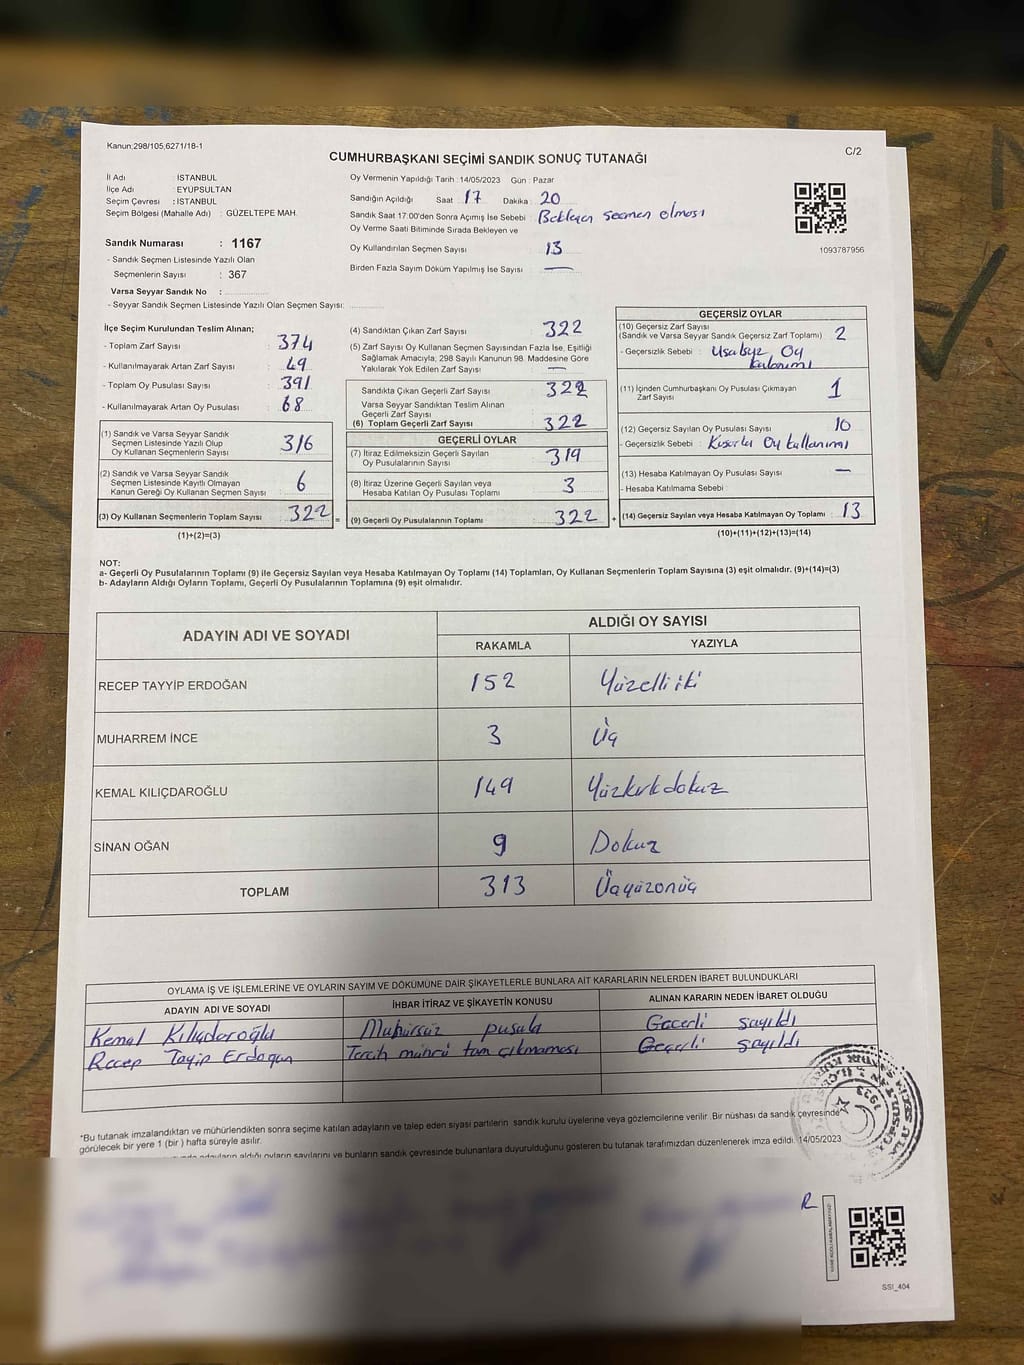 Kanun;298/105,6271/18-1
C/2
CUMHURBAŞKANI SEÇİMİ SANDIK SONUÇ TUTANAĞI
İl Adı : İSTANBUL
İlçe Adı : EYÜPSULTAN
Seçim Çevresi : İSTANBUL
Seçim Bölgesi (Mahalle Adı) : GÜZELTEPE MAH.
Sandık Numarası : 1167
- Sandık Seçmen Listesinde Yazılı Olan
Seçmenlerin Sayısı : 367
Varsa Seyyar Sandık No :
- Seyyar Sandık Seçmen Listesinde Yazılı Olan Seçmen Sayısı:
Oy Vermenin Yapıldığı Tarih : 14/05/2023 Gün : Pazar
Sandığın Açıldığı Saat : 17 Dakika : 20
Sandık Saat 17.00'den Sonra Açımış İse Sebebi : Bekleyen seçmen olması
Oy Verme Saati Bitiminde Sırada Bekleyen ve
Oy Kullandırılan Seçmen Sayısı : 13
Birden Fazla Sayım Döküm Yapılmış İse Sayısı : —
1093787956
İlçe Seçim Kurulundan Teslim Alınan;
- Toplam Zarf Sayısı : 374
- Kullanılmayarak Artan Zarf Sayısı : 49
- Toplam Oy Pusulası Sayısı : 391
- Kullanılmayarak Artan Oy Pusulası : 68
(1) Sandık ve Varsa Seyyar Sandık
Seçmen Listesinde Yazılı Olup
Oy Kullanan Seçmenlerin Sayısı : 316
(2) Sandık ve Varsa Seyyar Sandık
Seçmen Listesinde Kayıtlı Olmayan
Kanun Gereği Oy Kullanan Seçmen Sayısı : 6
(3) Oy Kullanan Seçmenlerin Toplam Sayısı : 322 =
(1)+(2)=(3)
(4) Sandıktan Çıkan Zarf Sayısı : 322
(5) Zarf Sayısı Oy Kullanan Seçmen Sayısından Fazla İse, Eşitliği
Sağlamak Amacıyla; 298 Sayılı Kanunun 98. Maddesine Göre
Yakılarak Yok Edilen Zarf Sayısı : —
Sandıkta Çıkan Geçerli Zarf Sayısı : 322
Varsa Seyyar Sandıktan Teslim Alınan
Geçerli Zarf Sayısı :
(6) Toplam Geçerli Zarf Sayısı : 322
GEÇERLİ OYLAR
(7) İtiraz Edilmeksizin Geçerli Sayılan
Oy Pusulalarının Sayısı : 319
(8) İtiraz Üzerine Geçerli Sayılan veya
Hesaba Katılan Oy Pusulası Toplamı : 3
(9) Geçerli Oy Pusulalarının Toplamı : 322 +
GEÇERSİZ OYLAR
(10) Geçersiz Zarf Sayısı
(Sandık ve Varsa Seyyar Sandık Geçersiz Zarf Toplamı) : 2
- Geçersizlik Sebebi : Usulsüz Oy
kullanımı
(11) İçinden Cumhurbaşkanı Oy Pusulası Çıkmayan
Zarf Sayısı : 1
(12) Geçersiz Sayılan Oy Pusulası Sayısı : 10
- Geçersizlik Sebebi : Kusurlu Oy kullanımı
(13) Hesaba Katılmayan Oy Pusulası Sayısı : —
- Hesaba Katılmama Sebebi :
(14) Geçersiz Sayılan veya Hesaba Katılmayan Oy Toplamı : 13
(10)+(11)+(12)+(13)=(14)
NOT:
a- Geçerli Oy Pusulalarının Toplamı (9) ile Geçersiz Sayılan veya Hesaba Katılmayan Oy Toplamı (14) Toplamları, Oy Kullanan Seçmenlerin Toplam Sayısına (3) eşit olmalıdır. (9)+(14)=(3)
b- Adayların Aldığı Oyların Toplamı, Geçerli Oy Pusulalarının Toplamına (9) eşit olmalıdır.
ADAYIN ADI VE SOYADI ALDIĞI OY SAYISI
RAKAMLA YAZIYLA
RECEP TAYYİP ERDOĞAN 152 Yüzelliiki
MUHARREM İNCE 3 Üç
KEMAL KILIÇDAROĞLU 149 Yüzkırkdokuz
SİNAN OĞAN 9 Dokuz
TOPLAM 313 Üçyüzonüç
OYLAMA İŞ VE İŞLEMLERİNE VE OYLARIN SAYIM VE DÖKÜMÜNE DAİR ŞİKAYETLERLE BUNLARA AİT KARARLARIN NELERDEN İBARET BULUNDUKLARI
ADAYIN ADI VE SOYADI İHBAR İTİRAZ VE ŞİKAYETİN KONUSU ALINAN KARARIN NEDEN İBARET OLDUĞU
Kemal Kılıçdaroğlu Mühürsüz pusula Geçerli sayıldı
Recep Tayip Erdoğan Tercih mührü tam çıkmaması Geçerli sayıldı
*Bu tutanak imzalandıktan ve mühürlendikten sonra seçime katılan adayların ve talep eden siyasi partilerin sandık kurulu üyelerine veya gözlemcilerine verilir .Bir nüshası da sandık çevresinde
görülecek bir yere 1 (bir ) hafta süreyle asılır.
adayların aldığı oyların sayılarını ve bunların sandık çevresinde bulunanlara duyurulduğunu gösteren bu tutanak tarafımızdan düzenlenerek imza edildi. 14/05/2023
SSI_404